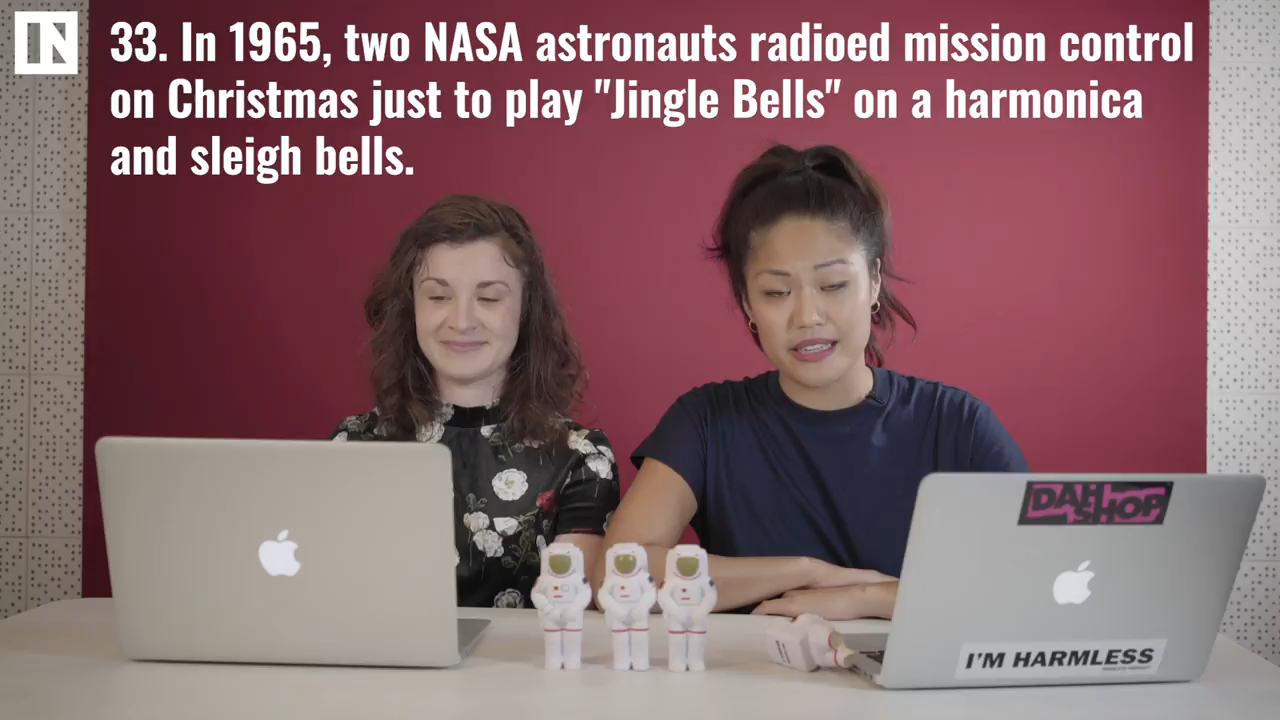 IN
33. In 1965, two NASA astronauts radioed mission control
on Christmas just to play "Jingle Bells" on a harmonica
and sleigh bells.
DAH
SHOP
I'M HARMLESS